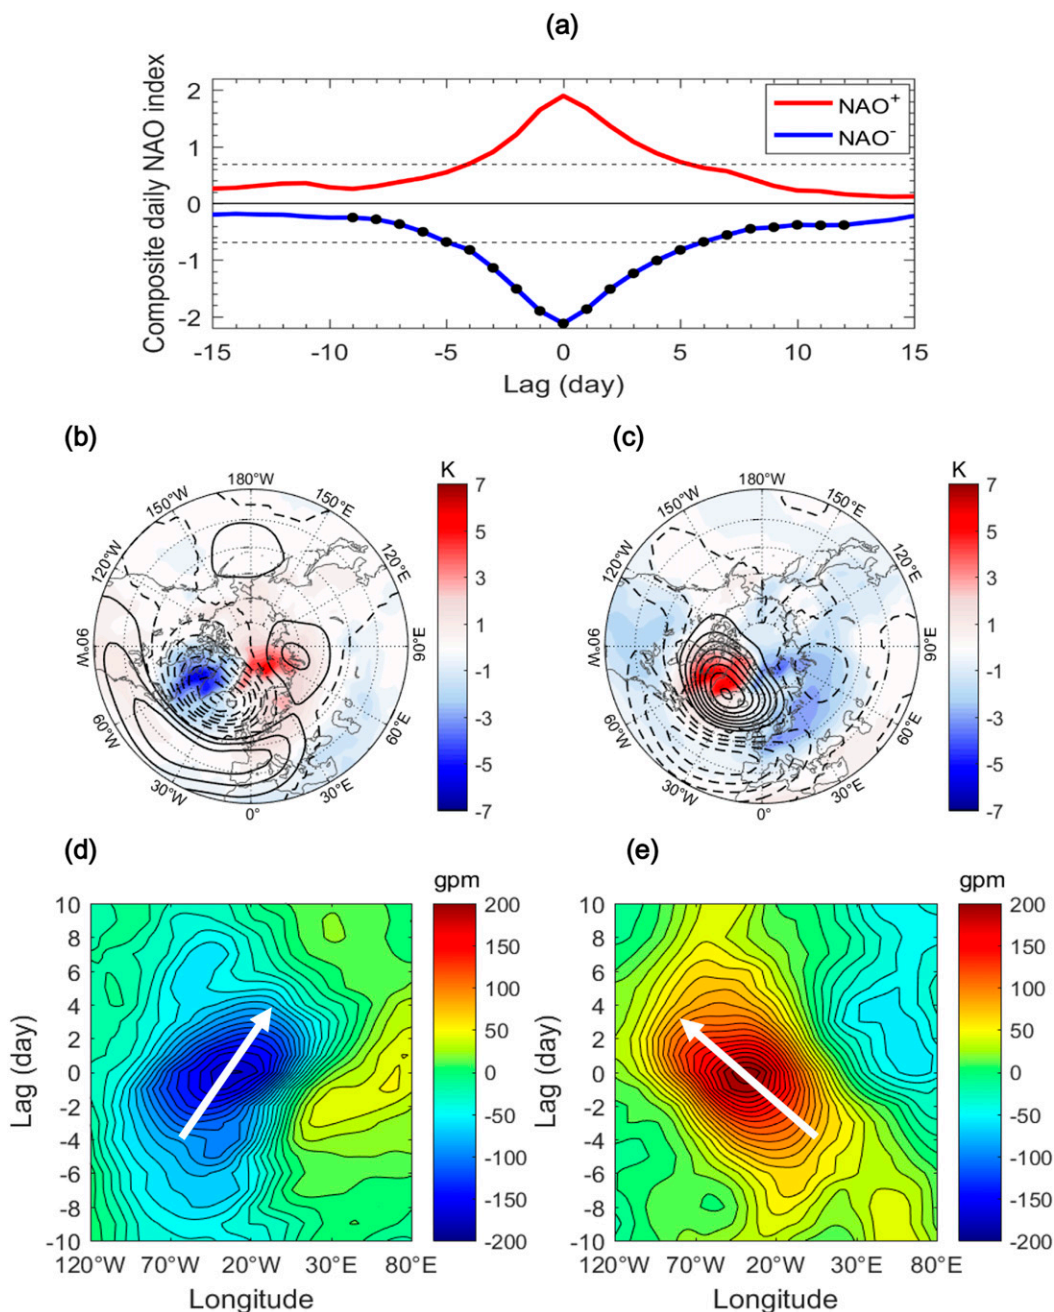 (a)
Composite daily NAO index
2
1
0
-1
-2
NAO+
NAO-
-15 -10 -5 0 5 10 15
Lag (day)
(b)
K
180°W
150°W 150°E
120°W 120°E
90°W 90°E
60°W 60°E
30°W 30°E
0°
7
5
3
1
-1
-3
-5
-7
(c)
K
180°W
150°W 150°E
120°W 120°E
90°W 90°E
60°W 60°E
30°W 30°E
0°
7
5
3
1
-1
-3
-5
-7
(d)
gpm
Lag (day)
10
8
6
4
2
0
-2
-4
-6
-8
-10
120°W 70°W 20°W 30°E 80°E
Longitude
200
150
100
50
0
-50
-100
-150
-200
(e)
gpm
Lag (day)
10
8
6
4
2
0
-2
-4
-6
-8
-10
120°W 70°W 20°W 30°E 80°E
Longitude
200
150
100
50
0
-50
-100
-150
-200